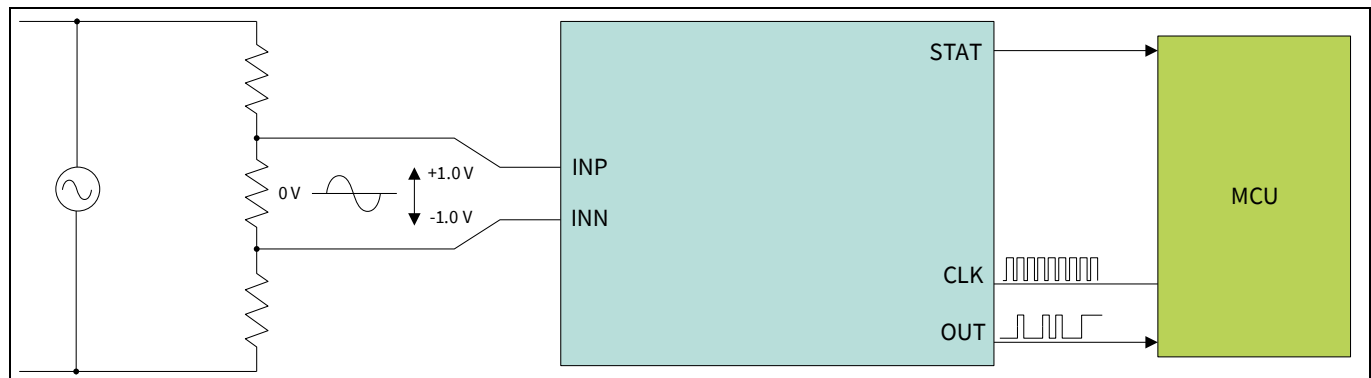 STAT
INP
+1.0 V
0 V
-1.0 V
INN
MCU
CLK
OUT